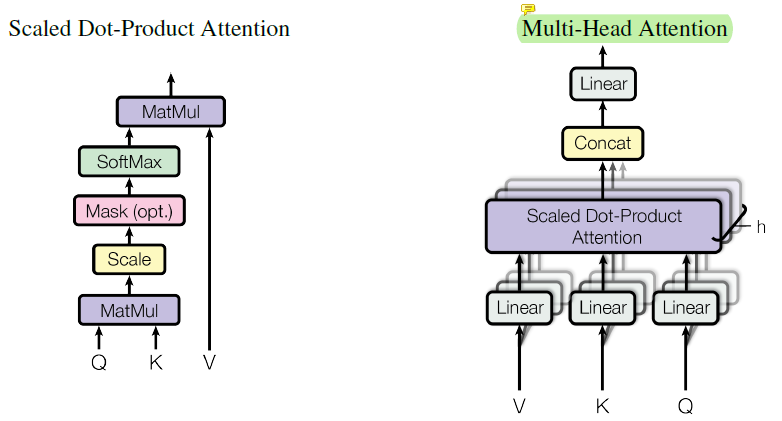 Scaled Dot-Product Attention
MatMul
SoftMax
Mask (opt.)
Scale
MatMul
Q K V
Multi-Head Attention
Linear
Concat
Scaled Dot-Product
Attention
h
Linear Linear Linear
V K Q